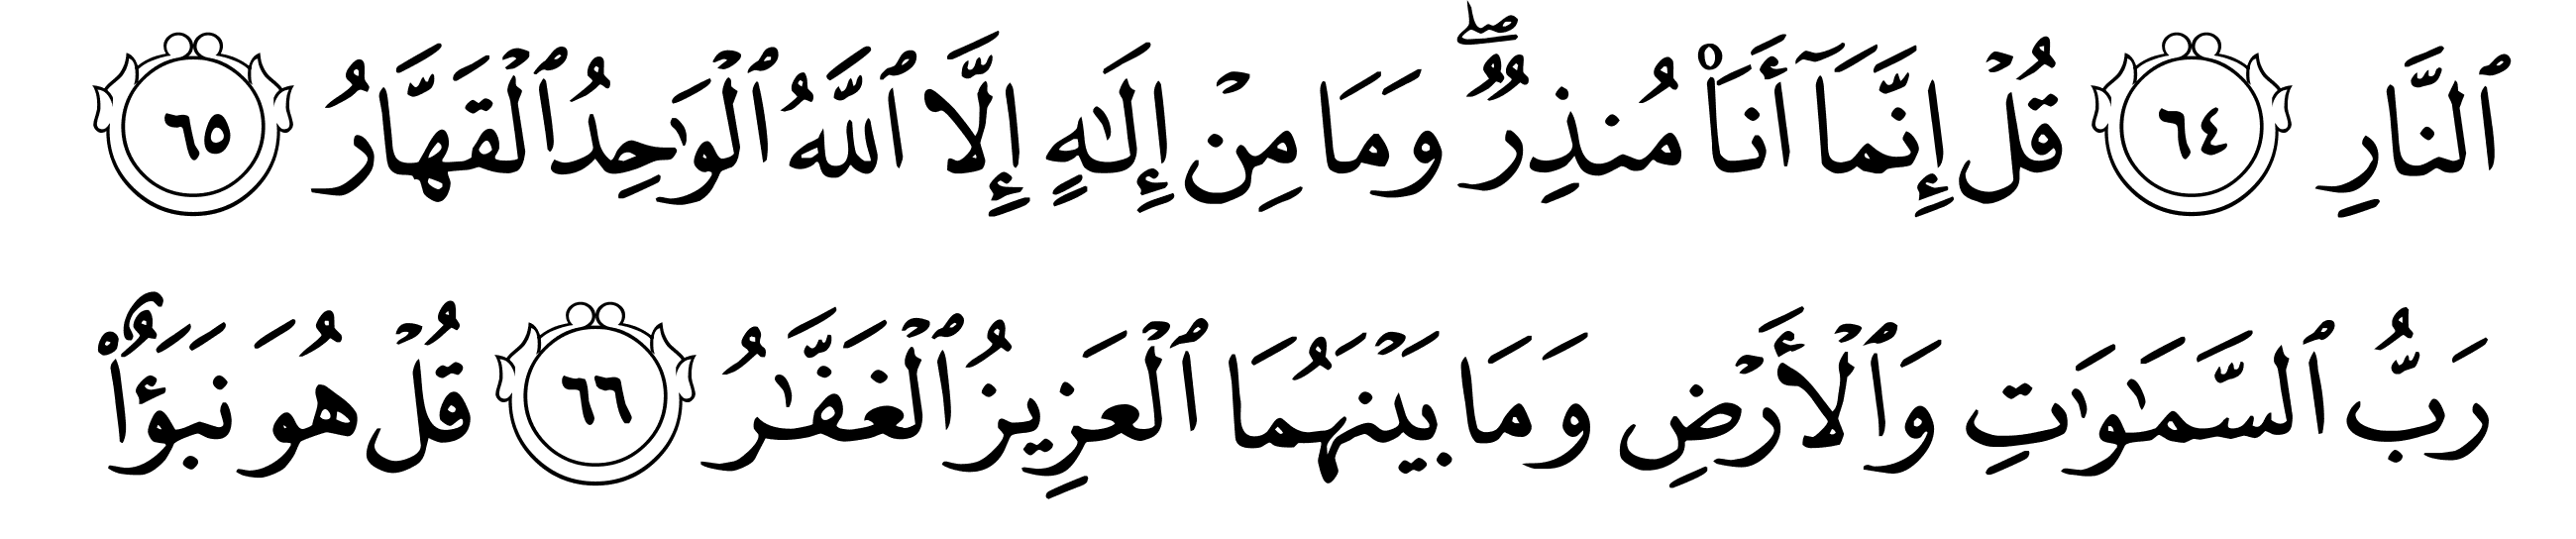 ٱلنَّارِ ٦٤ قُلۡ إِنَّمَآ أَنَا۠ مُنذِرٌۖ وَمَا مِنۡ إِلَٰهٍ إِلَّا ٱللَّهُ ٱلۡوَٰحِدُ ٱلۡقَهَّارُ ٦٥
رَبُّ ٱلسَّمَٰوَٰتِ وَٱلۡأَرۡضِ وَمَا بَيۡنَهُمَا ٱلۡعَزِيزُ ٱلۡغَفَّٰرُ ٦٦ قُلۡ هُوَ نَبَؤٌاْ